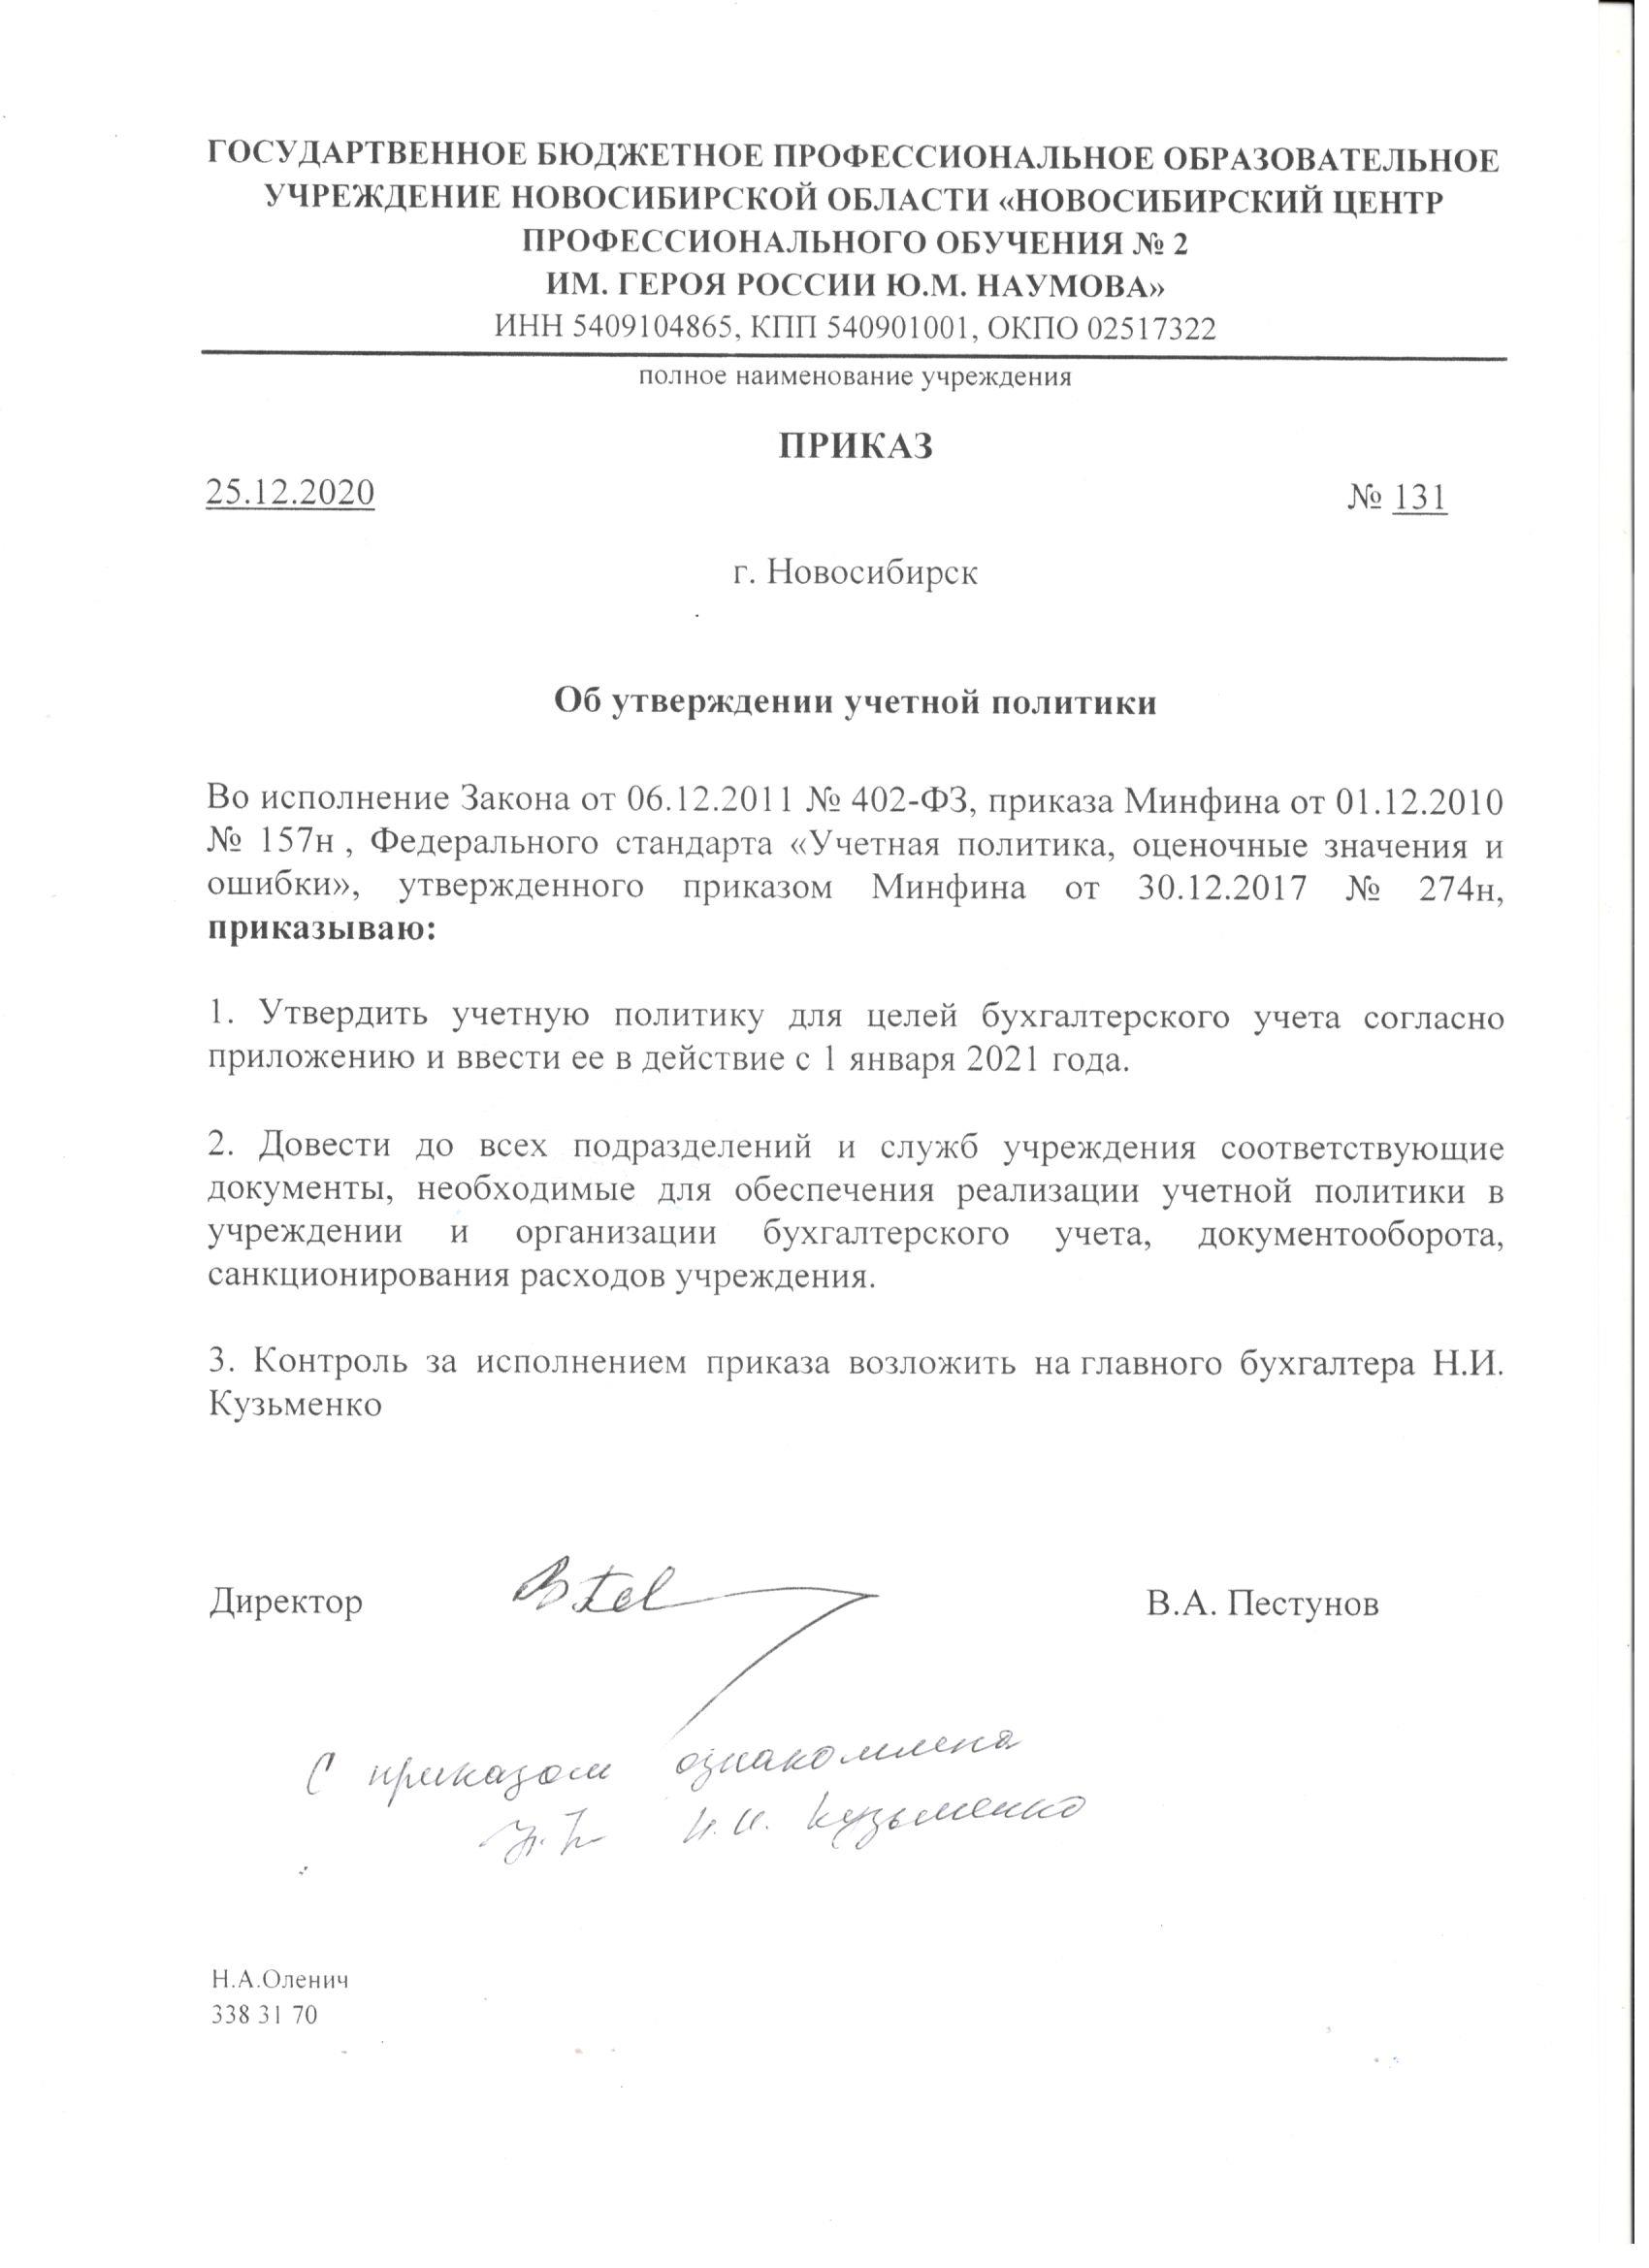 ГОСУДАРТВЕННОЕ БЮДЖЕТНОЕ ПРОФЕССИОНАЛЬНОЕ ОБРАЗОВАТЕЛЬНОЕ
УЧРЕЖДЕНИЕ НОВОСИБИРСКОЙ ОБЛАСТИ «НОВОСИБИРСКИЙ ЦЕНТР
ПРОФЕССИОНАЛЬНОГО ОБУЧЕНИЯ № 2
ИМ. ГЕРОЯ РОССИИ Ю.М. НАУМОВА»
ИНН 5409104865, КПП 540901001, ОКПО 02517322
полное наименование учреждения
ПРИКАЗ
25.12.2020 № 131
г. Новосибирск
Об утверждении учетной политики
Во исполнение Закона от 06.12.2011 № 402-ФЗ, приказа Минфина от 01.12.2010
№ 157н , Федерального стандарта «Учетная политика, оценочные значения и
ошибки», утвержденного приказом Минфина от 30.12.2017 № 274н,
приказываю:
1. Утвердить учетную политику для целей бухгалтерского учета согласно
приложению и ввести ее в действие с 1 января 2021 года.
2. Довести до всех подразделений и служб учреждения соответствующие
документы, необходимые для обеспечения реализации учетной политики в
учреждении и организации бухгалтерского учета, документооборота,
санкционирования расходов учреждения.
3. Контроль за исполнением приказа возложить на главного бухгалтера Н.И.
Кузьменко
Директор В.А. Пестунов
С приказом ознакомлена
Н.И. Кузьменко
Н.А.Оленич
338 31 70